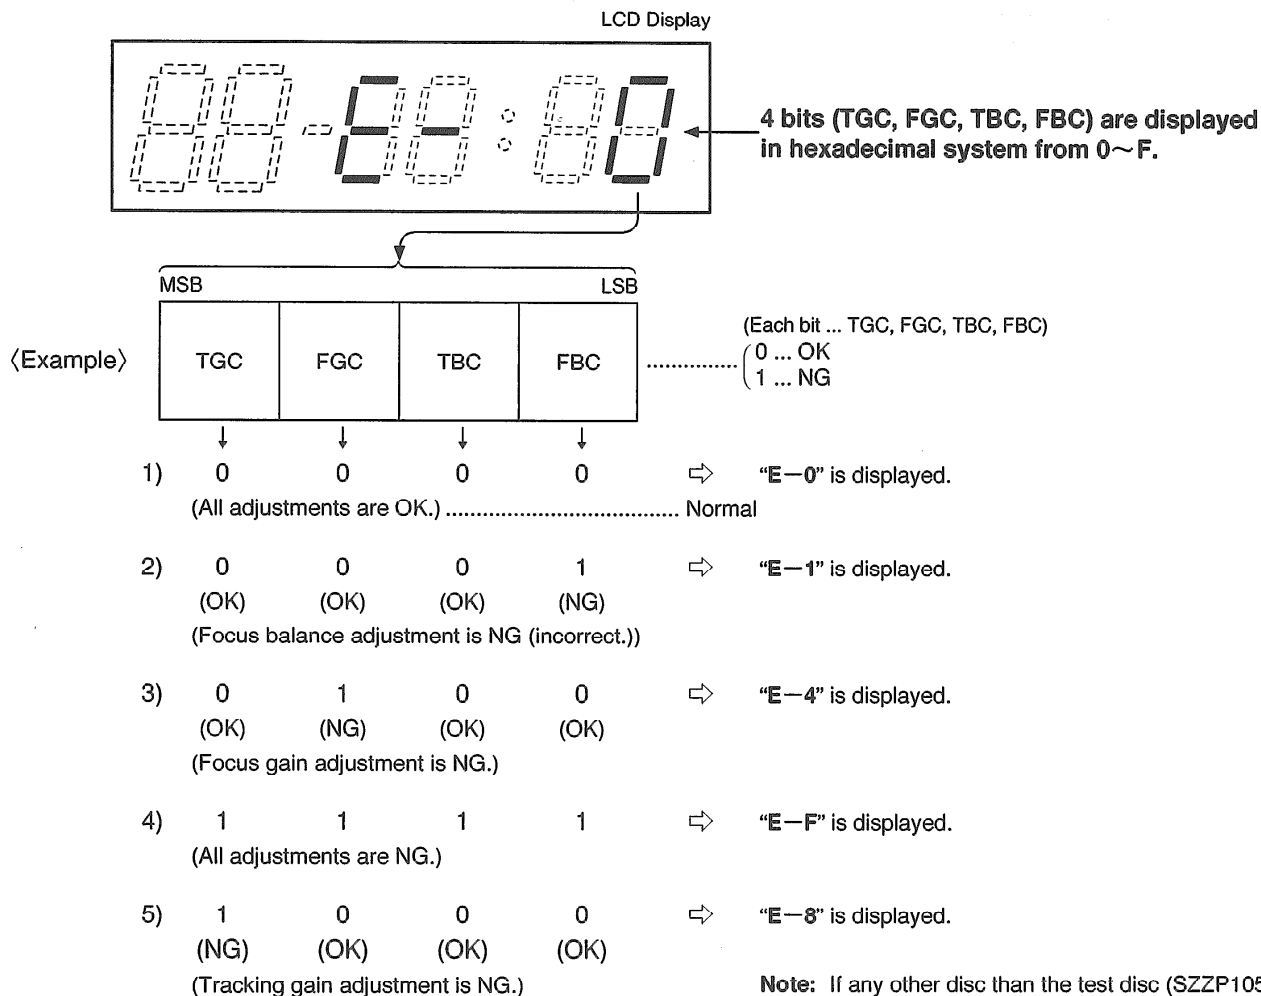 LCD Display
E-0
4 bits (TGC, FGC, TBC, FBC) are displayed
in hexadecimal system from 0~F.
MSB LSB
〈Example〉 TGC FGC TBC FBC
(Each bit ... TGC, FGC, TBC, FBC)
0 ... OK
1 ... NG
1) 0 0 0 0 ⇨ “E—0” is displayed.
(All adjustments are OK.) ...................................... Normal
2) 0 0 0 1 ⇨ “E—1” is displayed.
(OK) (OK) (OK) (NG)
(Focus balance adjustment is NG (incorrect.))
3) 0 1 0 0 ⇨ “E—4” is displayed.
(OK) (NG) (OK) (OK)
(Focus gain adjustment is NG.)
4) 1 1 1 1 ⇨ “E—F” is displayed.
(All adjustments are NG.)
5) 1 0 0 0 ⇨ “E—8” is displayed.
(NG) (OK) (OK) (OK)
(Tracking gain adjustment is NG.)
Note: If any other disc than the test disc (SZZP105